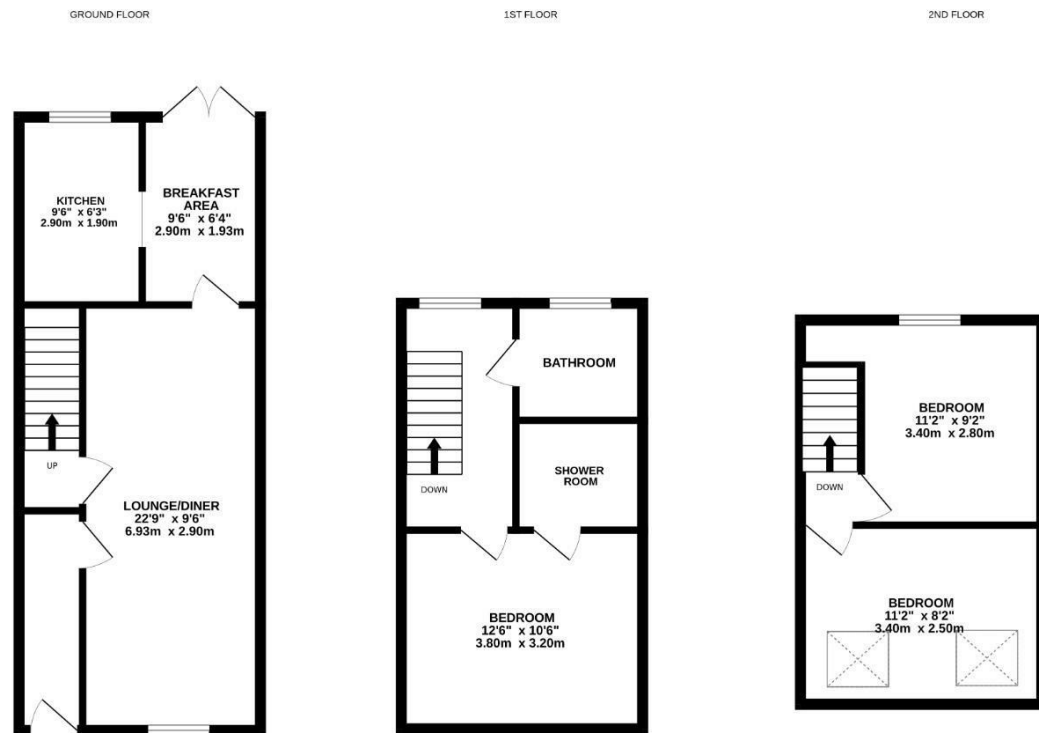 GROUND FLOOR
KITCHEN
9'6" x 6'3"
2.90m x 1.90m
BREAKFAST
AREA
9'6" x 6'4"
2.90m x 1.93m
UP
LOUNGE/DINER
22'9" x 9'6"
6.93m x 2.90m
1ST FLOOR
BATHROOM
SHOWER
ROOM
DOWN
BEDROOM
12'6" x 10'6"
3.80m x 3.20m
2ND FLOOR
BEDROOM
11'2" x 9'2"
3.40m x 2.80m
DOWN
BEDROOM
11'2" x 8'2"
3.40m x 2.50m